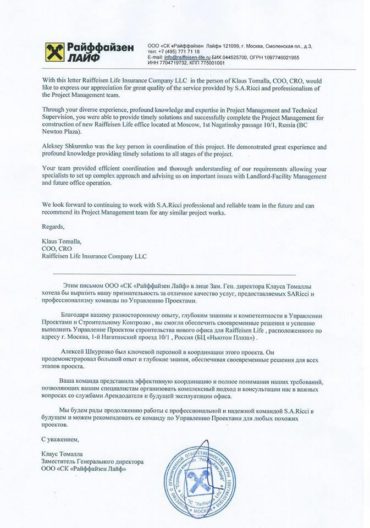 Райффайзен
ЛАЙФ
ООО «СК «Райффайзен Лайф» 121099, г. Москва, Смоленская пл., д.3,
тел: +7 (495) 771 71 18
E-mail: info@raiffeisen-life.ru БИК 044525700, ОГРН 1097746021955
ИНН 7704719732, КПП 775001001
With this letter Raiffeisen Life Insurance Company LLC in the person of Klaus Tomalla, COO, CRO, would
like to express our appreciation for great quality of the service provided by S.A.Ricci and professionalism of
the Project Management team.
Through your diverse experience, profound knowledge and expertise in Project Management and Technical
Supervision, you were able to provide timely solutions and successfully complete the Project Management for
construction of new Raiffeisen Life office located at Moscow, 1st Nagatinsky passage 10/1, Russia (BC
Newton Plaza).
Aleksey Shkurenko was the key person in coordination of this project. He demonstrated great experience and
profound knowledge providing timely solutions to all stages of the project.
Your team provided efficient coordination and thorough understanding of our requirements allowing your
specialists to set up complex approach and advising us on important issues with Landlord-Facility Management
and future office operation.
We look forward to continuing to work with S.A.Ricci professional and reliable team in the future and can
recommend its Project Management team for any similar project works.
Regards,
Klaus Tomalla
COO, CRO
Raiffeisen Life Insurance Company LLC
Этим письмом ООО «СК «Райффайзен Лайф» в лице Зам. Ген. директора Клауса Томаллы
хотела бы выразить нашу признательность за отличное качество услуг, предоставляемых SARicci и
профессионализму команды по Управлению Проектами.
Благодаря вашему разностороннему опыту, глубоким знаниям и компетентности в Управлении
Проектами и Строительному Контролю, вы смогли обеспечить своевременные решения и успешно
выполнить Управление Проекты строительства нового офиса для Raiffeisen Life, расположенного по
адресу г. Москва, 1-й Нагатинский проезд 10/1, Россия (БЦ «Ньютон Плаза»).
Алексей Шкуренко был ключевой персоной в координации этого проекта. Он
продемонстрировал большой опыт и глубокие знания, обеспечивая своевременные решения для всех
этапов проекта.
Ваша команда представила эффективную координацию и полное понимания наших требований,
позволяющих вашим специалистам организовать комплексный подход и консультации нас в важных
вопросах со службами Арендодателя и будущей эксплуатации офиса.
Мы будем рады продолжению работы с профессиональной и надежной командой S.A.Ricci в
будущем и можем рекомендовать ее команду по Управлению Проектами для любых похожих
проектов.
С уважением,
Клаус Томалла
Заместитель Генерального директора
ООО «СК «Райффайзен Лайф»